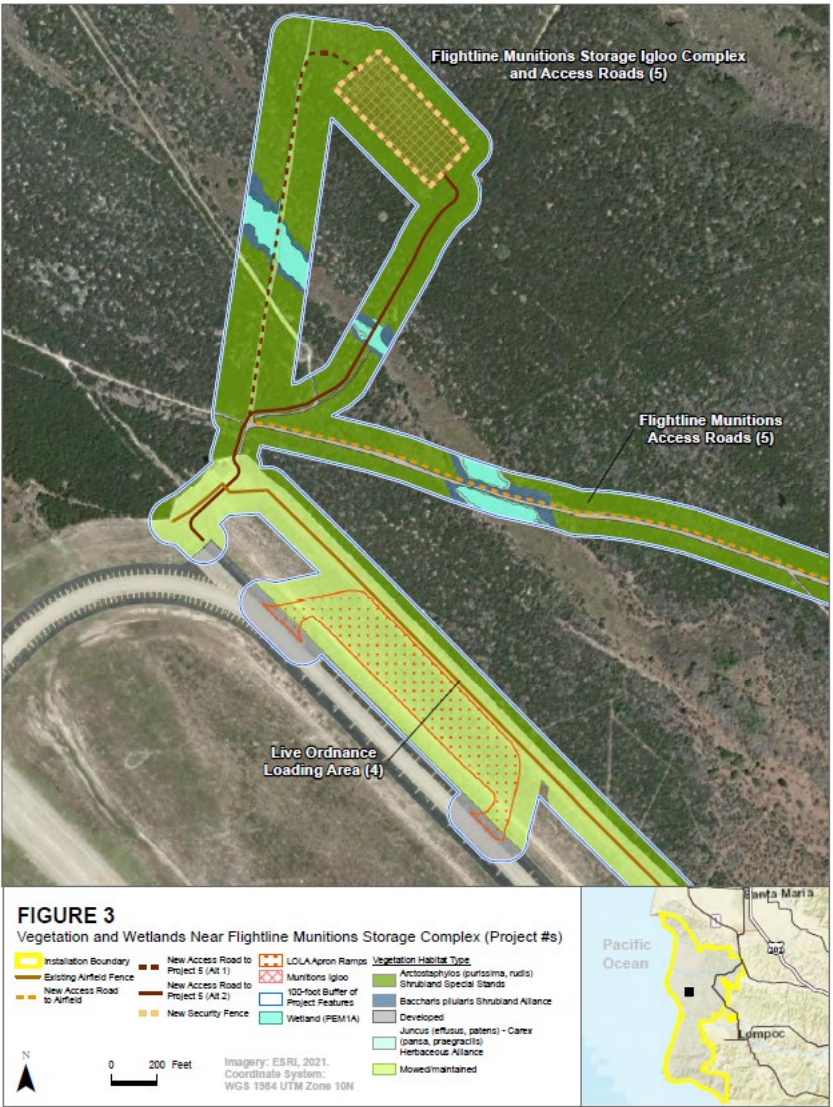 Flightline Munitions Storage Igloo Complex
and Access Roads (5)
Flightline Munitions
Access Roads (5)
Live Ordnance
Loading Area (4)
FIGURE 3
Vegetation and Wetlands Near Flightline Munitions Storage Complex (Project #s)
Installation Boundary
Existing Airfield Fence
New Access Road
to Airfield
New Access Road to
Project 5 (Alt 1)
New Access Road to
Project 5 (Alt 2)
New Security Fence
LOLA Apron Ramps
Munitions Igloo
100-foot Buffer of
Project Features
Wetland (PEM1A)
Vegetation Habitat Type
Arctostaphylos (purissima, rudis)
Shrubland Special Stands
Baccharis pilularis Shrubland Alliance
Developed
Juncus (effusus, patens) - Carex
(pansa, praegracilis)
Herbaceous Alliance
Mowed/maintained
N
0 200 Feet
Imagery: ESRI, 2021.
Coordinate System:
WGS 1984 UTM Zone 10N
Santa Maria
1
101
Pacific
Ocean
Lompoc